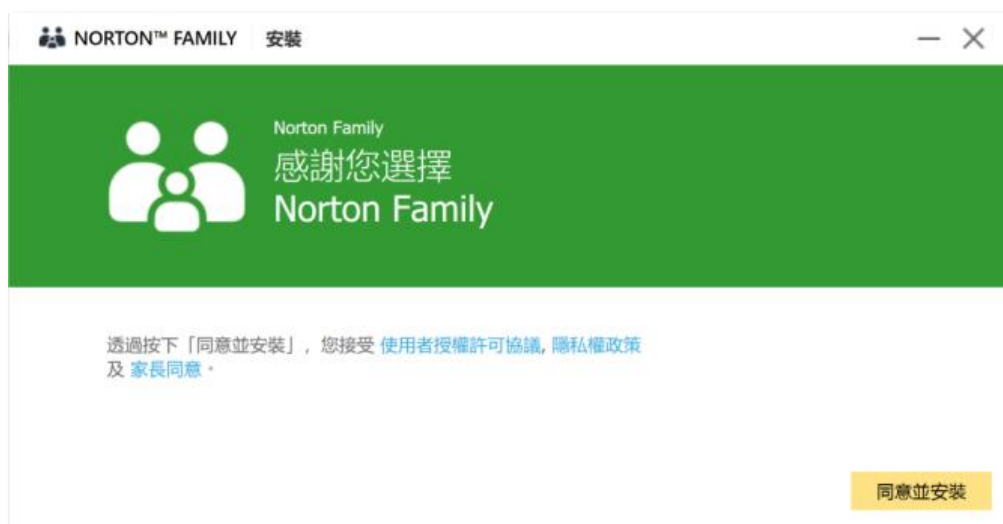 NORTON™ FAMILY 安裝
Norton Family
感謝您選擇
Norton Family
透過按下「同意並安裝」, 您接受 使用者授權許可協議, 隱私權政策
及 家長同意。
同意並安裝